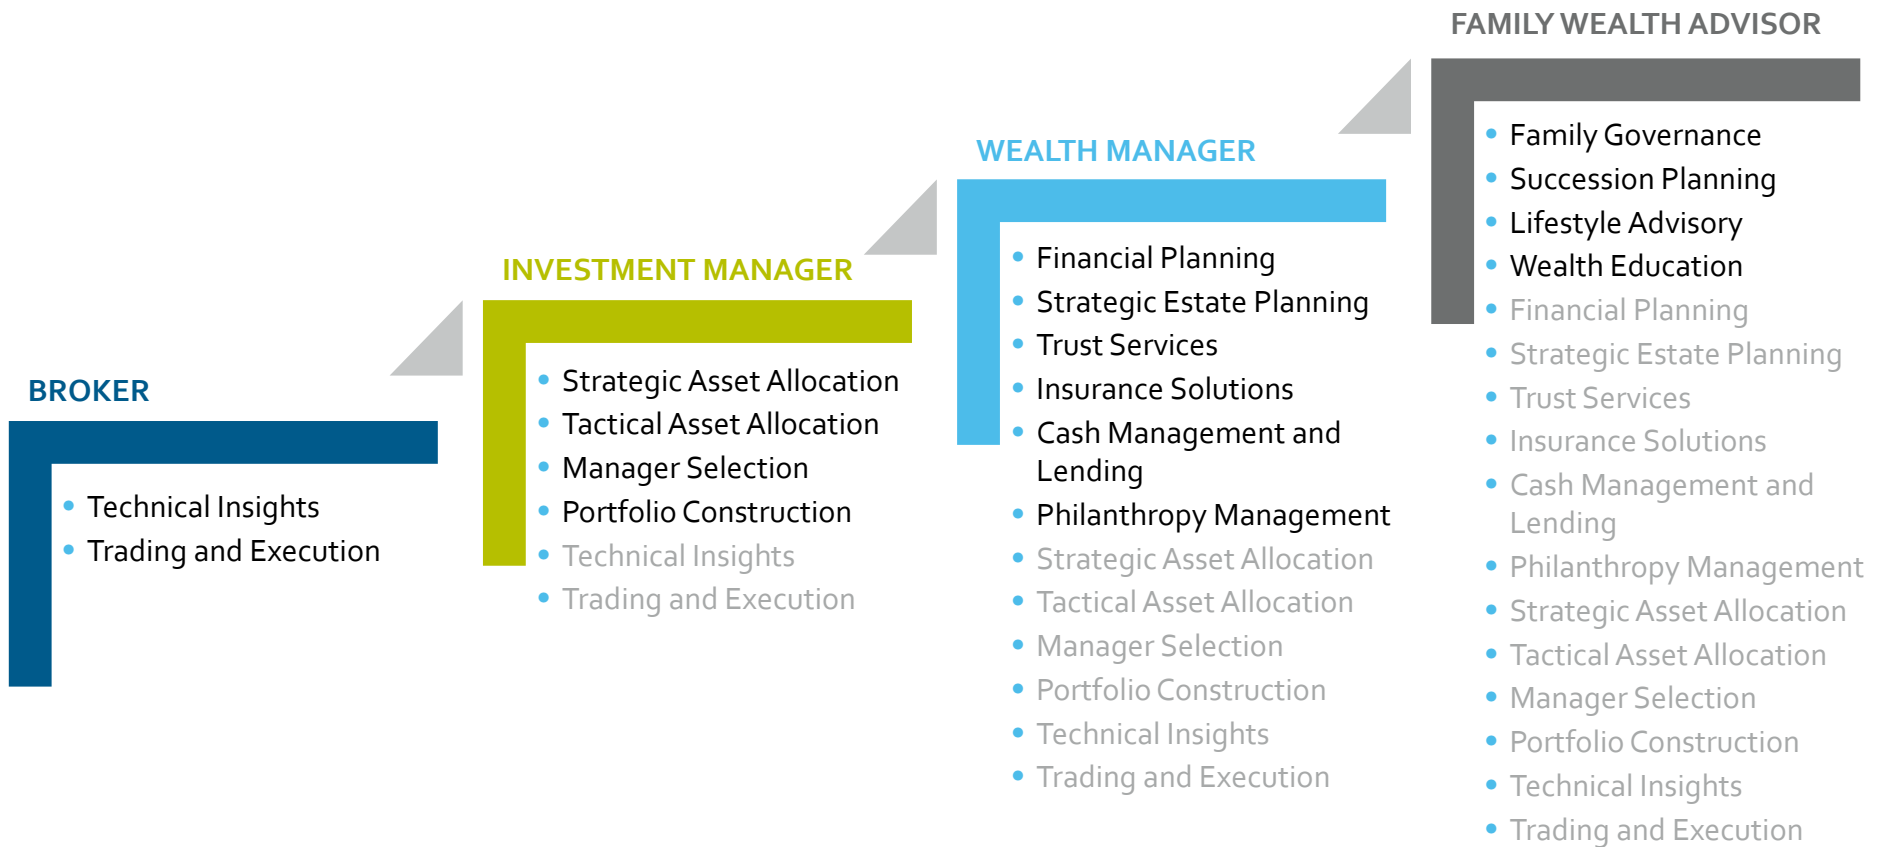 BROKER
• Technical Insights
• Trading and Execution
INVESTMENT MANAGER
• Strategic Asset Allocation
• Tactical Asset Allocation
• Manager Selection
• Portfolio Construction
• Technical Insights
• Trading and Execution
WEALTH MANAGER
• Financial Planning
• Strategic Estate Planning
• Trust Services
• Insurance Solutions
• Cash Management and
Lending
• Philanthropy Management
• Strategic Asset Allocation
• Tactical Asset Allocation
• Manager Selection
• Portfolio Construction
• Technical Insights
• Trading and Execution
FAMILY WEALTH ADVISOR
• Family Governance
• Succession Planning
• Lifestyle Advisory
• Wealth Education
• Financial Planning
• Strategic Estate Planning
• Trust Services
• Insurance Solutions
• Cash Management and
Lending
• Philanthropy Management
• Strategic Asset Allocation
• Tactical Asset Allocation
• Manager Selection
• Portfolio Construction
• Technical Insights
• Trading and Execution